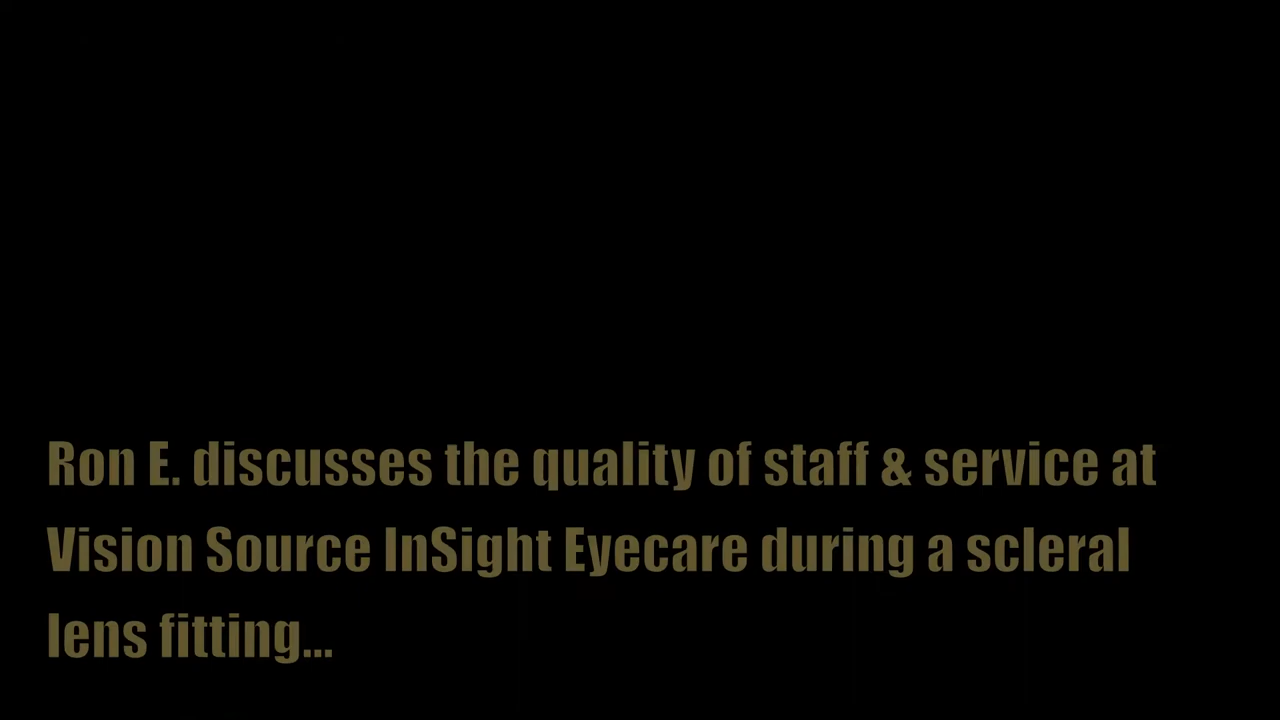 Ron E. discusses the quality of staff & service at
Vision Source InSight Eyecare during a scleral
lens fitting...